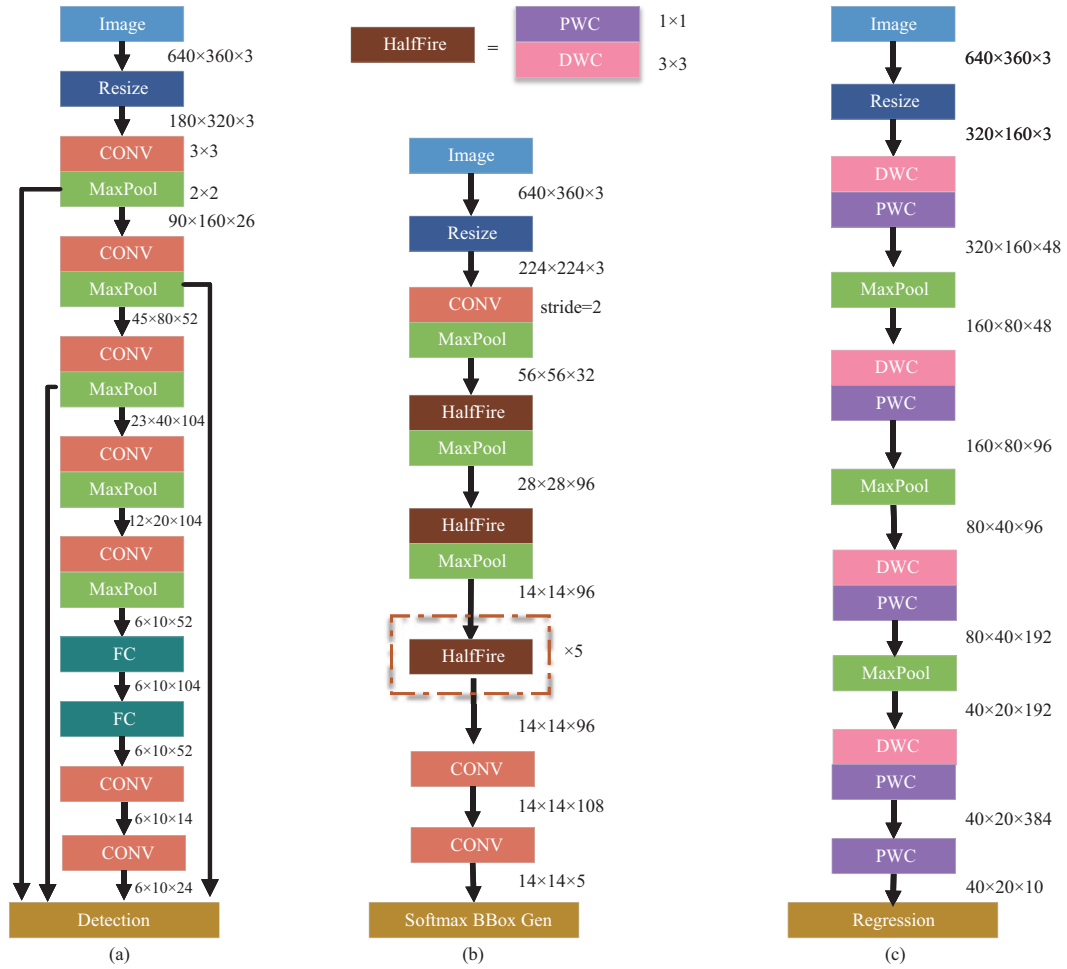 Image
640×360×3
Resize
180×320×3
CONV
3×3
MaxPool
2×2
90×160×26
CONV
MaxPool
45×80×52
CONV
MaxPool
23×40×104
CONV
MaxPool
12×20×104
CONV
MaxPool
6×10×52
FC
6×10×104
FC
6×10×52
CONV
6×10×14
CONV
6×10×24
Detection
(a)
HalfFire
=
PWC
1×1
DWC
3×3
Image
640×360×3
Resize
224×224×3
CONV
stride=2
MaxPool
56×56×32
HalfFire
MaxPool
28×28×96
HalfFire
MaxPool
14×14×96
HalfFire
×5
14×14×96
CONV
14×14×108
CONV
14×14×5
Softmax BBox Gen
(b)
Image
640×360×3
Resize
320×160×3
DWC
PWC
320×160×48
MaxPool
160×80×48
DWC
PWC
160×80×96
MaxPool
80×40×96
DWC
PWC
80×40×192
MaxPool
40×20×192
DWC
PWC
40×20×384
PWC
40×20×10
Regression
(c)